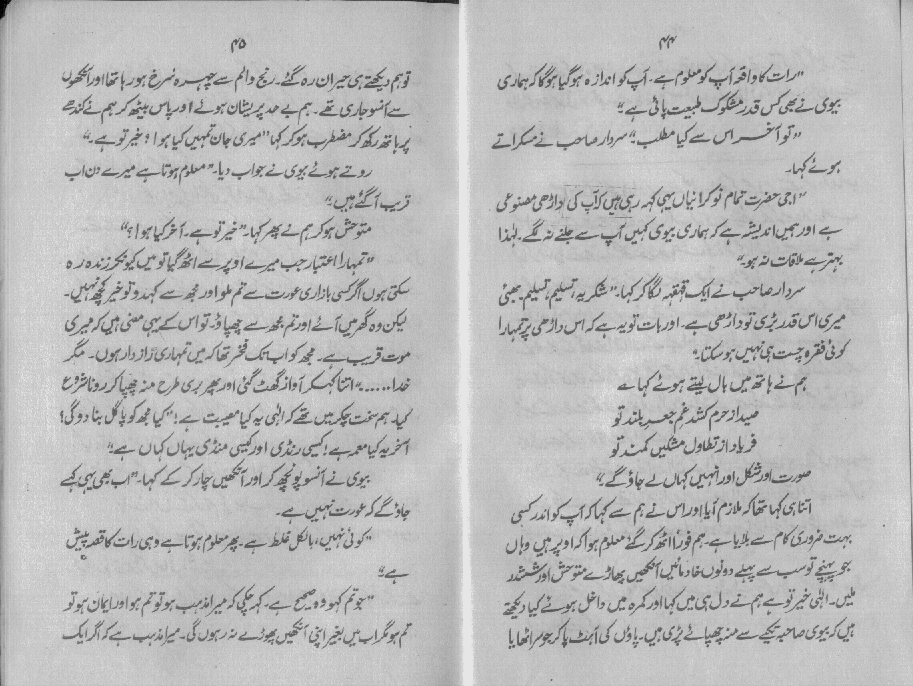 ۴۴
"رات کا واقعہ آپ کو معلوم ہے۔ آپ کو اندازہ ہو گیا ہوگا کہ ہماری
بیوی نے بھی کس قدر مشکوک طبیعت پائی ہے۔"
"تو آخر اس سے کیا مطلب۔" سردار صاحب نے مسکراتے
ہوئے کہا۔
"اجی حضرت تمام نوکرانیاں یہی کہہ رہی ہیں کہ آپ کی داڑھی مصنوعی
ہے اور ہمیں اندیشہ ہے کہ ہماری بیوی کہیں آپ سے جلنے نہ لگے۔ لہٰذا
بہتر ہے ملاقات نہ ہو۔"
سردار صاحب نے ایک قہقہہ لگا کر کہا۔ "شکریہ، تسلیم، تسلیم بھئی
میری اس قدر بڑی تو داڑھی ہے۔ اور بات تو یہ ہے کہ اس داڑھی پر تمہارا
کوئی فقرہ چست ہی نہیں ہو سکتا۔"
ہم نے ہاتھ میں بال لیتے ہوئے کہا ے
صید از حرم کشد غمِ جعدِ بلند تو
فریاد از تطاول مشکیں کمند تو
صورت اور شکل اور انہیں کہاں لے جاؤ گے۔"
اتنا ہی کہا تھا کہ ملازم آیا اور اس نے ہم سے کہا کہ آپ کو اندر کسی
بہت ضروری کام سے بلایا ہے۔ ہم فوراً اٹھ کر گئے معلوم ہوا کہ اوپر ہیں وہاں
جو پہنچے تو سب سے پہلے دونوں خادمائیں آنکھیں پھاڑے متوحش اور ششدر
ملیں۔ الٰہی خیر تو ہے ہم نے دل ہی میں کہا اور کمرہ میں داخل ہوئے کیا دیکھتے
ہیں کہ بیوی صاحبہ تکیے سے منہ چھپائے پڑی ہیں۔ پاؤں کی آہٹ پا کر جو سر اٹھایا
۴۵
تو ہم دیکھتے ہی حیران رہ گئے۔ رنج و الم سے چہرہ سرخ ہو رہا تھا اور آنکھوں
سے آنسو جاری تھے۔ ہم بے حد پریشان ہوئے اور پاس بیٹھ کر ہم نے کندھے
پر ہاتھ رکھ کر مضطرب ہو کر کہا "میری جان تمہیں کیا ہوا؟ خیر تو ہے۔"
روتے ہوئے بیوی نے جواب دیا۔ "معلوم ہوتا ہے میرے دن اب
قریب آ گئے ہیں۔"
متوحش ہو کر ہم نے پھر کہا۔ "خیر تو ہے۔ آخر کیا ہوا؟"
"تمہارا اعتبار جب میرے اوپر سے اٹھ گیا تو میں کیونکر زندہ رہ
سکتی ہوں اگر کسی بازاری عورت سے تم ملو اور مجھ سے کہدو تو خیر کچھ نہیں۔
لیکن وہ گھر میں آئے اور تم مجھ سے چھپاؤ۔ تو اس کے یہی معنی ہیں کہ میری
موت قریب ہے۔ مجھ کو اب تک فخر تھا کہ میں تمہاری رازدار ہوں۔ مگر
خدا......" اتنا کہہ کر آواز گھٹ گئی اور پھر بری طرح منہ چھپا کر رونا شروع
کیا۔ ہم سخت چکر میں تھے کہ الٰہی یہ کیا مصیبت ہے! "کیا مجھ کو پاگل بنا دو گی؟
آخر یہ کیا معمہ ہے! کیسی رنڈی اور کیسی منڈی یہاں کہاں ہے۔"
بیوی نے آنسو پونچھ کر اور آنکھیں چار کر کے کہا۔ "اب بھی یہی کہے
جاؤ گے کہ عورت نہیں ہے۔
"کوئی نہیں، بالکل غلط ہے۔ پھر معلوم ہوتا ہے وہی رات کا قصہ پیش
ہے۔"
"جو تم کہو وہ صحیح ہے۔ کہہ چکی کہ میرا مذہب ہو تو تم ہو اور ایمان ہو تو
تم ہو مگر اب میں بغیر اپنی آنکھیں پھوڑے نہ رہوں گی۔ میرا مذہب ہے کہ اگر ایک